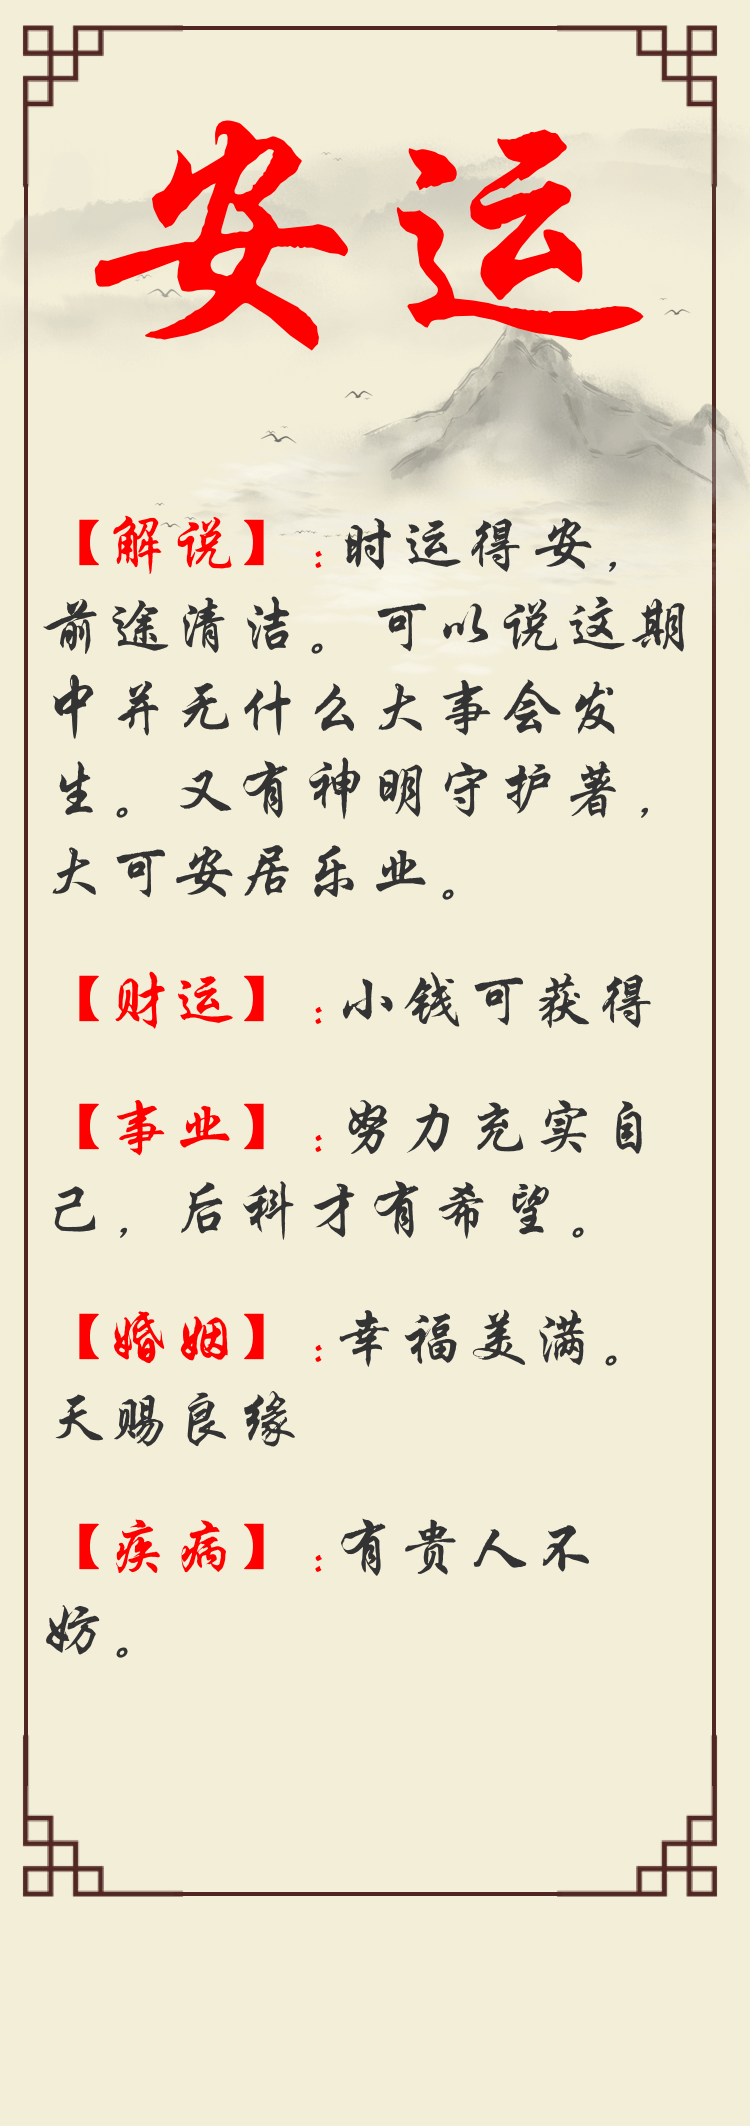 安运
【解说】:时运得安,
前途清洁。可以说这期
中并无什么大事会发
生。又有神明守护著,
大可安居乐业。
【财运】:小钱可获得
【事业】:努力充实自
己,后科才有希望。
【婚姻】:幸福美满。
天赐良缘
【疾病】:有贵人不
妨。